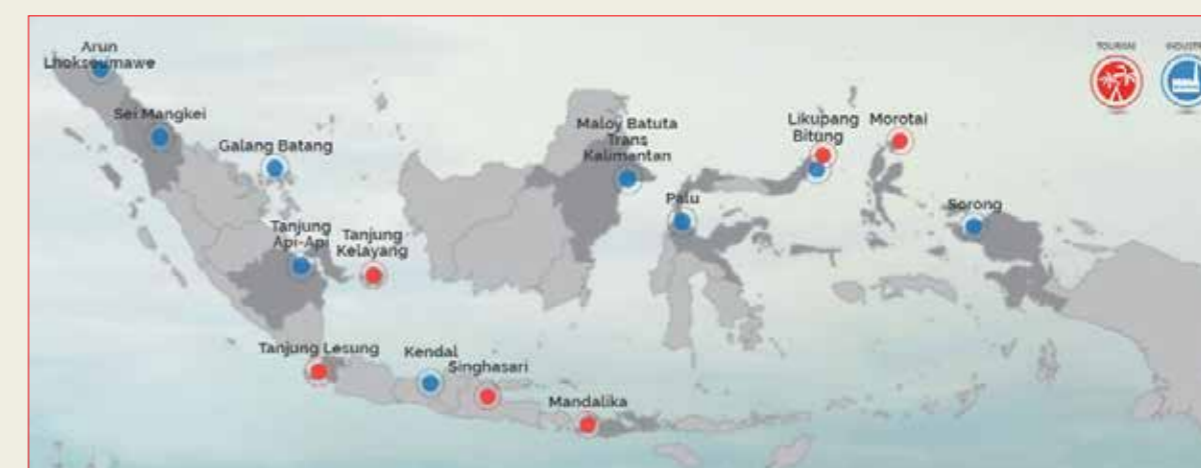 TOURISM
Arun
Lhokseumawe
Sei Mangkei
Galang Batang
Maloy Batuta
Trans
Kalimantan
Likupang
Bitung
Morotai
Palu
Sorong
Tanjung
Api-Api
Tanjung
Kelayang
Tanjung Lesung
Kendal
Singhasari
Mandalika